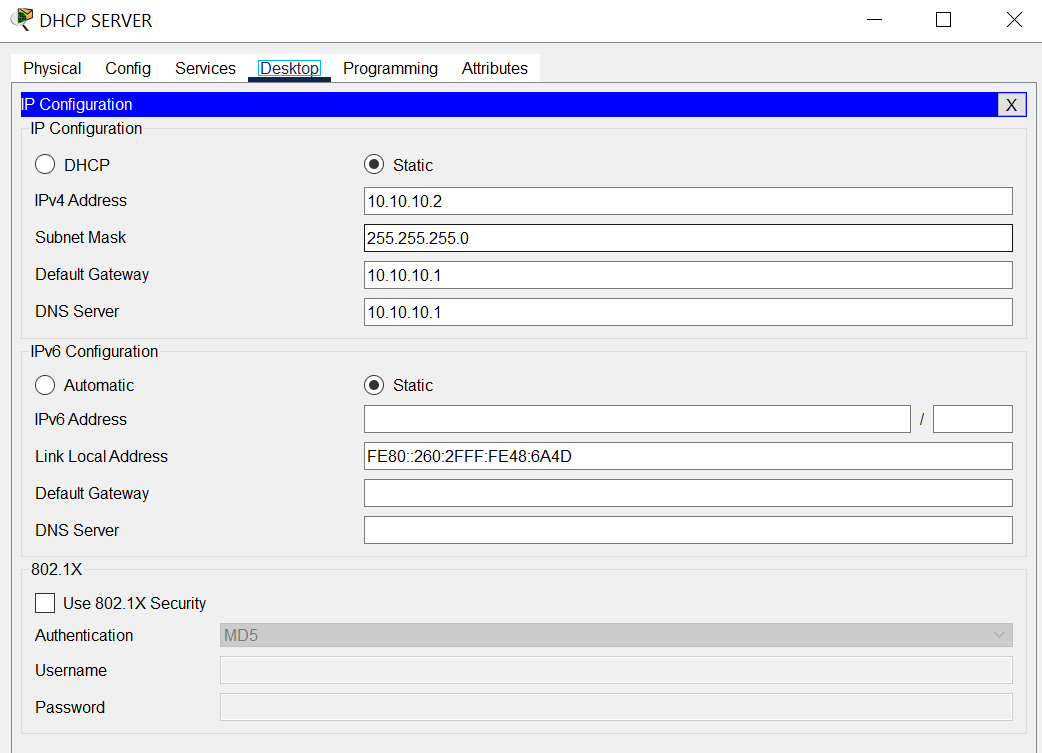 DHCP SERVER
Physical Config Services Desktop Programming Attributes
IP Configuration X
IP Configuration
DHCP Static
IPv4 Address 10.10.10.2
Subnet Mask 255.255.255.0
Default Gateway 10.10.10.1
DNS Server 10.10.10.1
IPv6 Configuration
Automatic Static
IPv6 Address /
Link Local Address FE80::260:2FFF:FE48:6A4D
Default Gateway
DNS Server
802.1X
Use 802.1X Security
Authentication MD5
Username
Password